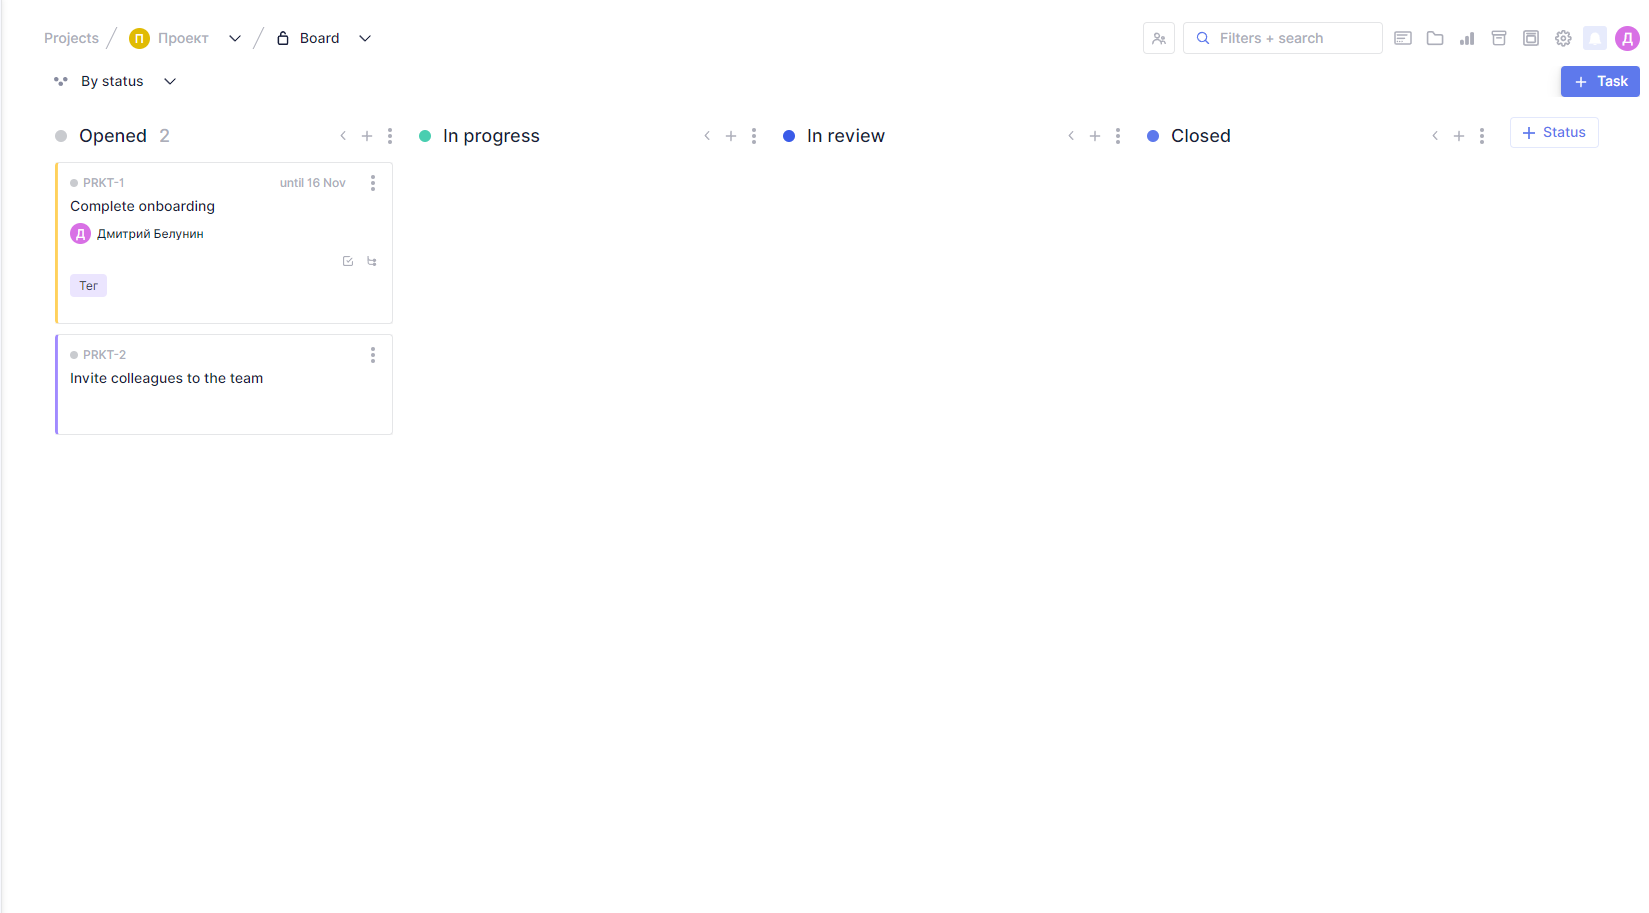 Projects / П Проект / Board
Filters + search
Д
By status
+ Task
Opened 2
In progress
In review
Closed
+ Status
PRKT-1 until 16 Nov
Complete onboarding
Д Дмитрий Белунин
Тег
PRKT-2
Invite colleagues to the team